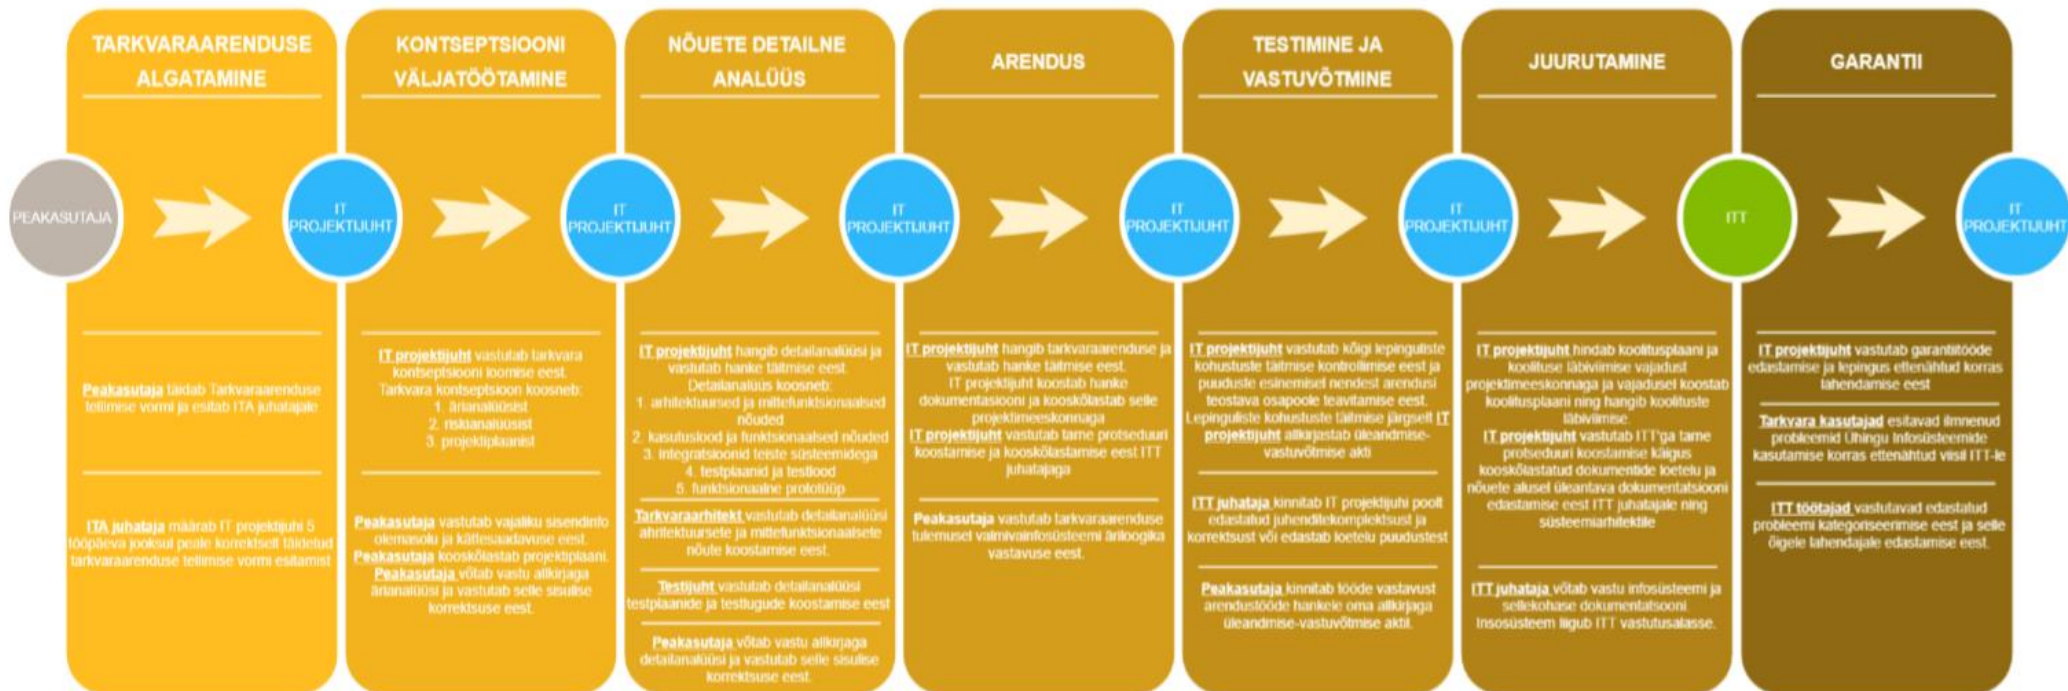 TARKVARAARENDUSE
ALGATAMINE
KONTSEPTSIOONI
VÄLJATÖÖTAMINE
NÕUETE DETAILNE
ANALÜÜS
ARENDUS
TESTIMINE JA
VASTUVÕTMINE
JUURUTAMINE
GARANTII
PEAKASUTAJA
IT
PROJEKTIJUHT
IT
PROJEKTIJUHT
IT
PROJEKTIJUHT
IT
PROJEKTIJUHT
IT
PROJEKTIJUHT
ITT
IT
PROJEKTIJUHT
Peakasutaja täidab Tarkvaraarenduse
tellimise vormi ja esitab ITA juhatajale
ITA juhataja määrab IT projektijuhi 5
tööpäeva jooksul peale korrektselt täidetud
tarkvaraarenduse tellimise vormi esitamist
IT projektijuht vastutab tarkvara
kontseptsiooni loomise eest.
Tarkvara kontseptsioon koosneb:
1. ärianalüüsist
2. riskianalüüsist
3. projektiplaanist
Peakasutaja vastutab vajaliku sisendinfo
olemasolu ja kättesaadavuse eest.
Peakasutaja kooskõlastab projektiplaani.
Peakasutaja võtab vastu allkirjaga
ärianalüüsi ja vastutab selle sisulise
korrektsuse eest.
IT projektijuht hangib detailanalüüsi ja
vastutab hanke täitmise eest.
Detailanalüüs koosneb:
1. arhitektuursed ja mittefunktsionaalsed
nõuded
2. kasutuslood ja funktsionaalsed nõuded
3. integratsioonid teiste süsteemidega
4. testplaanid ja testlood
5. funktsionaalne prototüüp
Tarkvaraarhitekt vastutab detailanalüüsi
ahritektuursete ja mittefunktsionaalsete
nõute koostamise eest.
Testijuht vastutab detailanalüüsi
testplaanide ja testlugude koostamise eest
Peakasutaja võtab vastu allkirjaga
detailanalüüsi ja vastutab selle sisulise
korrektsuse eest.
IT projektijuht hangib tarkvaraarenduse ja
vastutab hanke täitmise eest.
IT projektijuht koostab hanke
dokumentatsiooni ja kooskõlastab selle
projektimeeskonnaga
IT projektijuht vastutab tarne protseduuri
koostamise ja kooskõlastamise eest ITT
juhatajaga
Peakasutaja vastutab tarkvaraarenduse
tulemusel valmivainfosüsteemi äriloogika
vastavuse eest.
IT projektijuht vastutab kõigi lepinguliste
kohustuste täitmise kontrollimise eest ja
puuduste esinemisel nendest arendusi
teostava osapoole teavitamise eest.
Lepinguliste kohustuste täitmise järgselt IT
projektijuht allkirjastab üleandmise-
vastuvõtmise akti
ITT juhataja kinnitab IT projektijuhi poolt
edastatud juhenditekomplektsust ja
korrektsust või edastab loetelu puudustest
Peakasutaja kinnitab tööde vastavust
arendustööde hankele oma allkirjaga
üleandmise-vastuvõtmise aktil.
IT projektijuht hindab koolitusplaani ja
koolituse läbiviimise vajadust
projektimeeskonnaga ja vajadusel koostab
koolitusplaani ning hangib koolituste
läbiviimise.
IT projektijuht vastutab ITT'ga tarne
protseduuri koostamise käigus
kooskõlastatud dokumentide loetelu ja
nõuete alusel üleantava dokumentatsiooni
edastamise eest ITT juhatajale ning
süsteemiarhitektile
ITT juhataja võtab vastu infosüsteemi ja
sellekohase dokumentatsooni.
Insosüsteem liigub ITT vastutusalasse.
IT projektijuht vastutab garantiitööde
edastamise ja lepingus ettenähtud korras
lahendamise eest
Tarkvara kasutajad esitavad ilmnenud
probleemid Ühingu Infosüsteemide
kasutamise korras ettenähtud viisil ITT-le
ITT töötajad vastutavad edastatud
probleemi kategoriseerimise eest ja selle
õigele lahendajale edastamise eest.